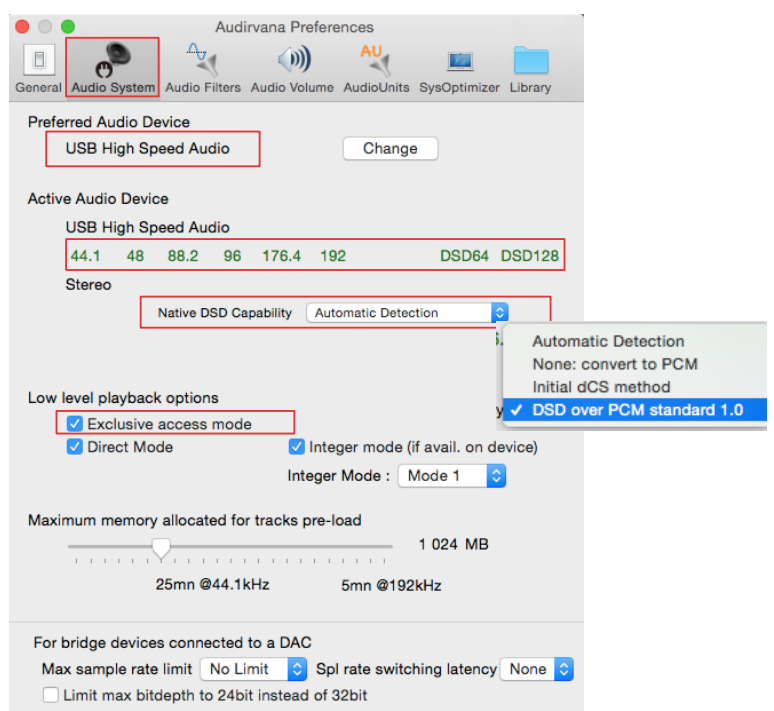 Audirvana Preferences
AU
General Audio System Audio Filters Audio Volume AudioUnits SysOptimizer Library
Preferred Audio Device
USB High Speed Audio Change
Active Audio Device
USB High Speed Audio
44.1 48 88.2 96 176.4 192 DSD64 DSD128
Stereo
Native DSD Capability Automatic Detection
Automatic Detection
None: convert to PCM
Initial dCS method
DSD over PCM standard 1.0
Low level playback options
Exclusive access mode
Direct Mode Integer mode (if avail. on device)
Integer Mode : Mode 1
Maximum memory allocated for tracks pre-load
1 024 MB
25mn @44.1kHz 5mn @192kHz
For bridge devices connected to a DAC
Max sample rate limit No Limit Spl rate switching latency None
Limit max bitdepth to 24bit instead of 32bit